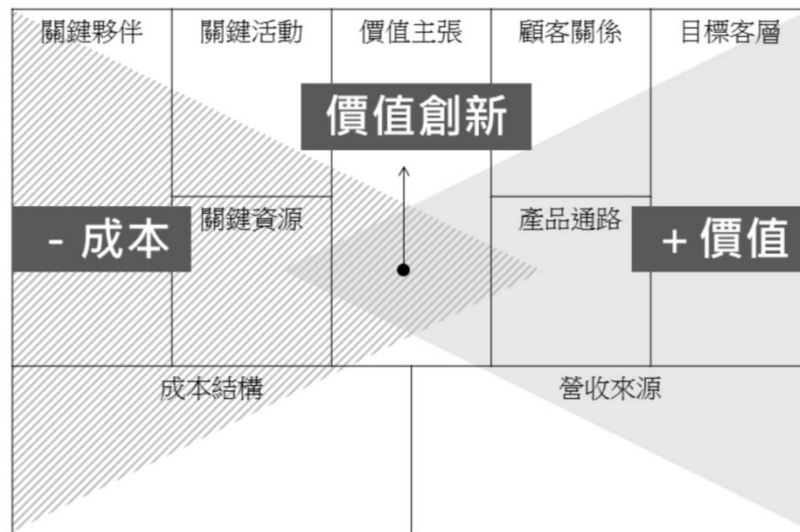 關鍵夥伴
關鍵活動
價值主張
顧客關係
目標客層
價值創新
關鍵資源
產品通路
- 成本
+ 價值
成本結構
營收來源